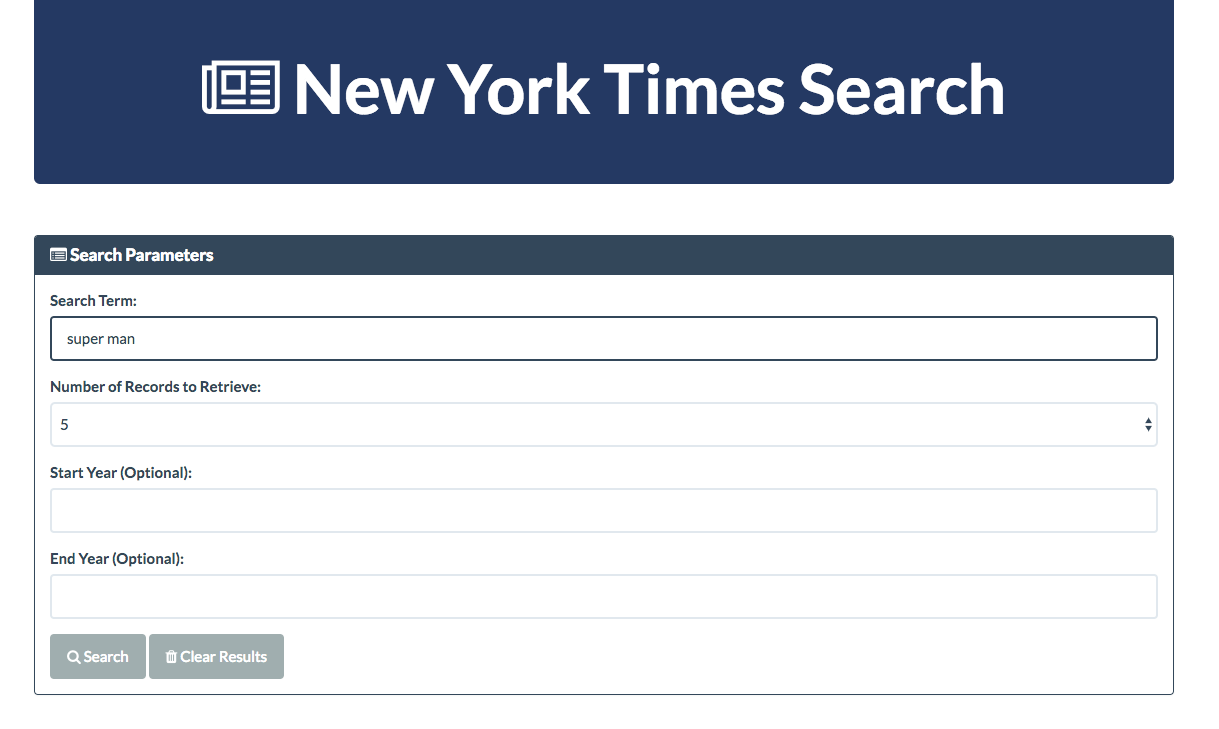 New York Times Search
Search Parameters
Search Term:
super man
Number of Records to Retrieve:
5
Start Year (Optional):
End Year (Optional):
Search Clear Results